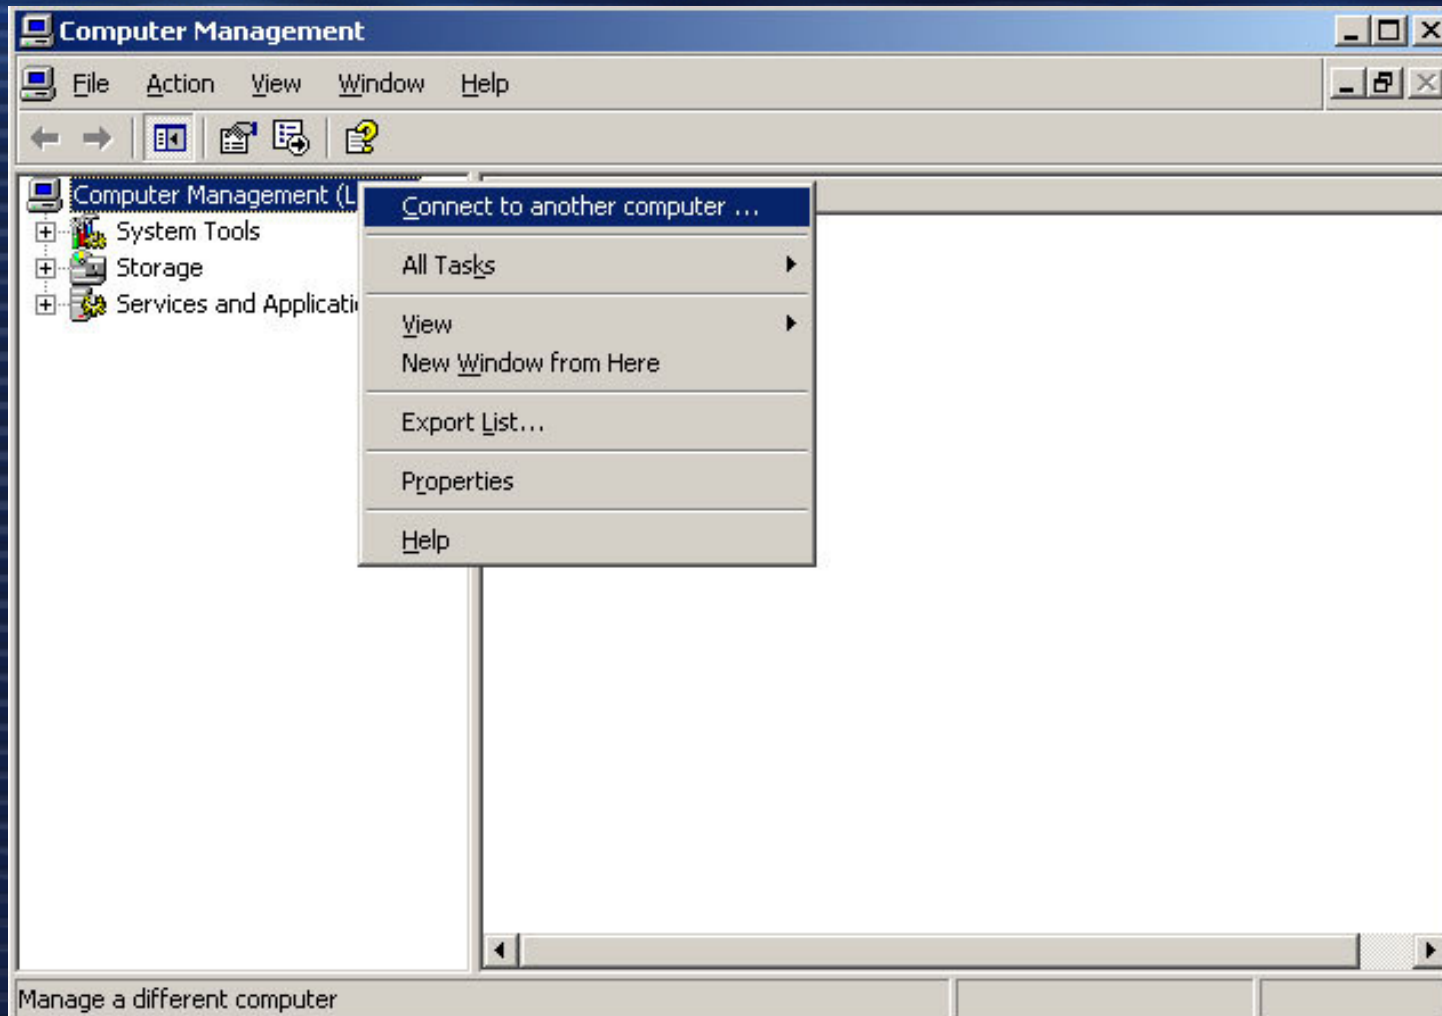 Computer Management
File Action View Window Help
Computer Management (L
System Tools
Storage
Services and Applicati
Connect to another computer ...
All Tasks
View
New Window from Here
Export List...
Properties
Help
Manage a different computer